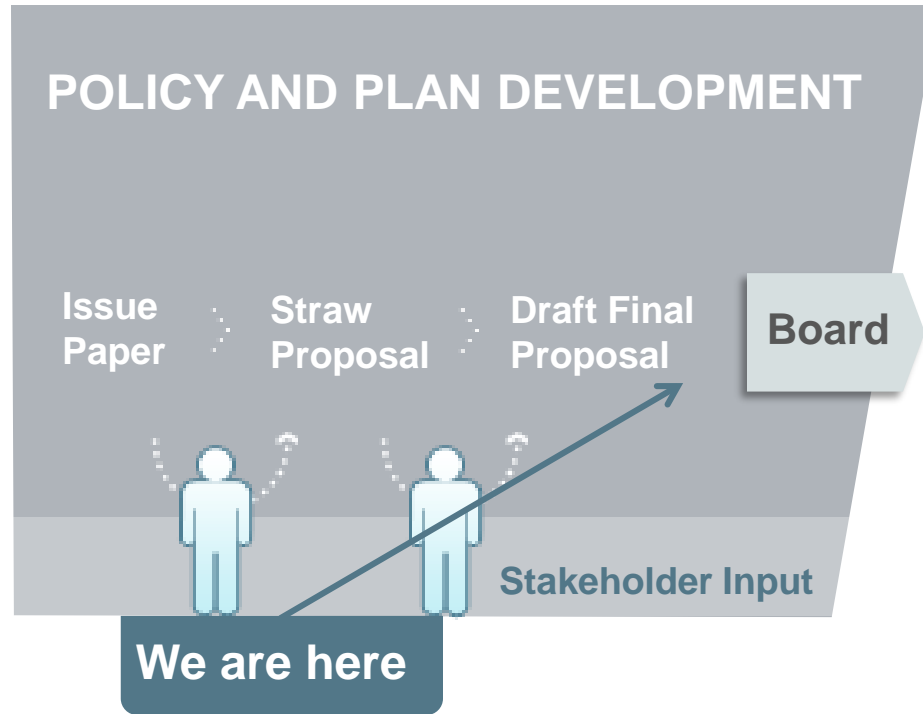 POLICY AND PLAN DEVELOPMENT
Issue
Paper
Straw
Proposal
Draft Final
Proposal
Board
Stakeholder Input
We are here